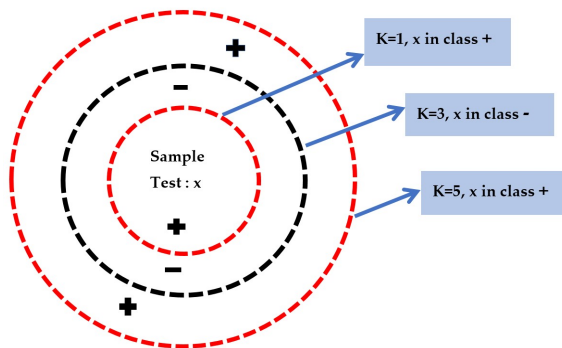 +
K=1, x in class +
-
K=3, x in class -
Sample
Test : x
K=5, x in class +
+
-
+